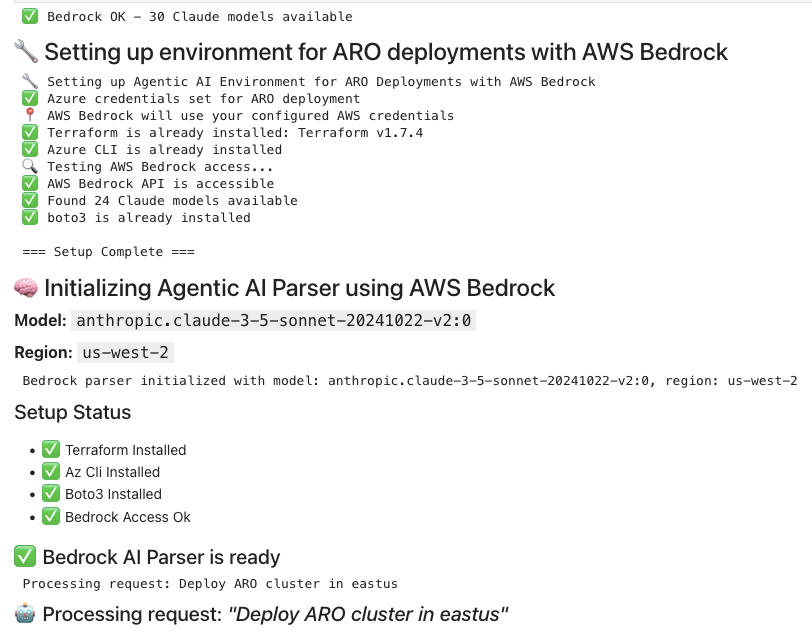 ✅ Bedrock OK – 30 Claude models available
🔧 Setting up environment for ARO deployments with AWS Bedrock
🔧 Setting up Agentic AI Environment for ARO Deployments with AWS Bedrock
✅ Azure credentials set for ARO deployment
📍 AWS Bedrock will use your configured AWS credentials
✅ Terraform is already installed: Terraform v1.7.4
✅ Azure CLI is already installed
🔍 Testing AWS Bedrock access...
✅ AWS Bedrock API is accessible
✅ Found 24 Claude models available
✅ boto3 is already installed
=== Setup Complete ===
🧠 Initializing Agentic AI Parser using AWS Bedrock
Model: anthropic.claude-3-5-sonnet-20241022-v2:0
Region: us-west-2
Bedrock parser initialized with model: anthropic.claude-3-5-sonnet-20241022-v2:0, region: us-west-2
Setup Status
• ✅ Terraform Installed
• ✅ Az Cli Installed
• ✅ Boto3 Installed
• ✅ Bedrock Access Ok
✅ Bedrock AI Parser is ready
Processing request: Deploy ARO cluster in eastus
🤖 Processing request: "Deploy ARO cluster in eastus"